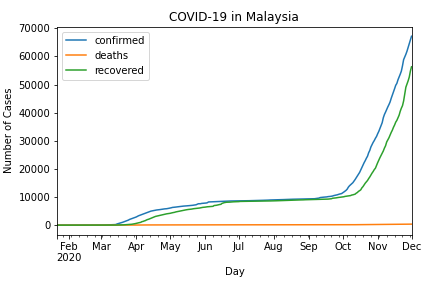 COVID-19 in Malaysia
confirmed
deaths
recovered
Number of Cases
70000
60000
50000
40000
30000
20000
10000
0
Feb Mar Apr May Jun Jul Aug Sep Oct Nov Dec
2020
Day